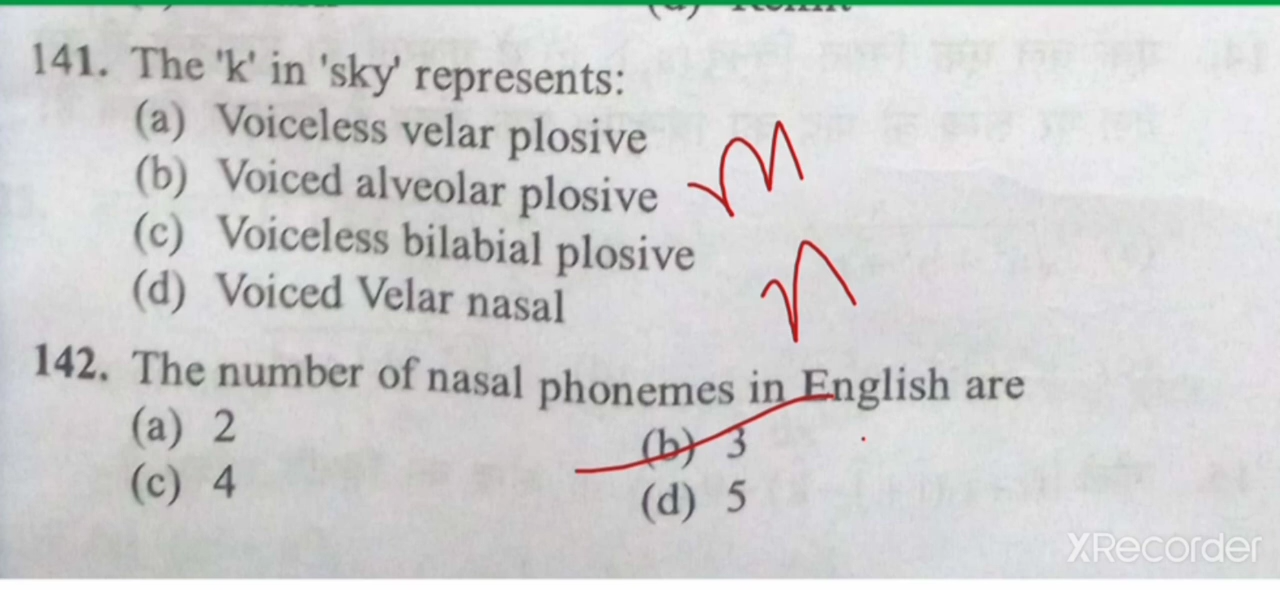 141. The 'k' in 'sky' represents:
(a) Voiceless velar plosive
(b) Voiced alveolar plosive
(c) Voiceless bilabial plosive
(d) Voiced Velar nasal
m
n
142. The number of nasal phonemes in English are
(a) 2 (b) 3
(c) 4 (d) 5
XRecorder